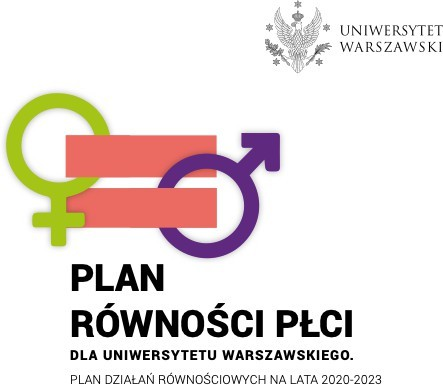 UNIWERSYTET
WARSZAWSKI
PLAN
RÓWNOŚCI PŁCI
DLA UNIWERSYTETU WARSZAWSKIEGO.
PLAN DZIAŁAŃ RÓWNOŚCIOWYCH NA LATA 2020-2023